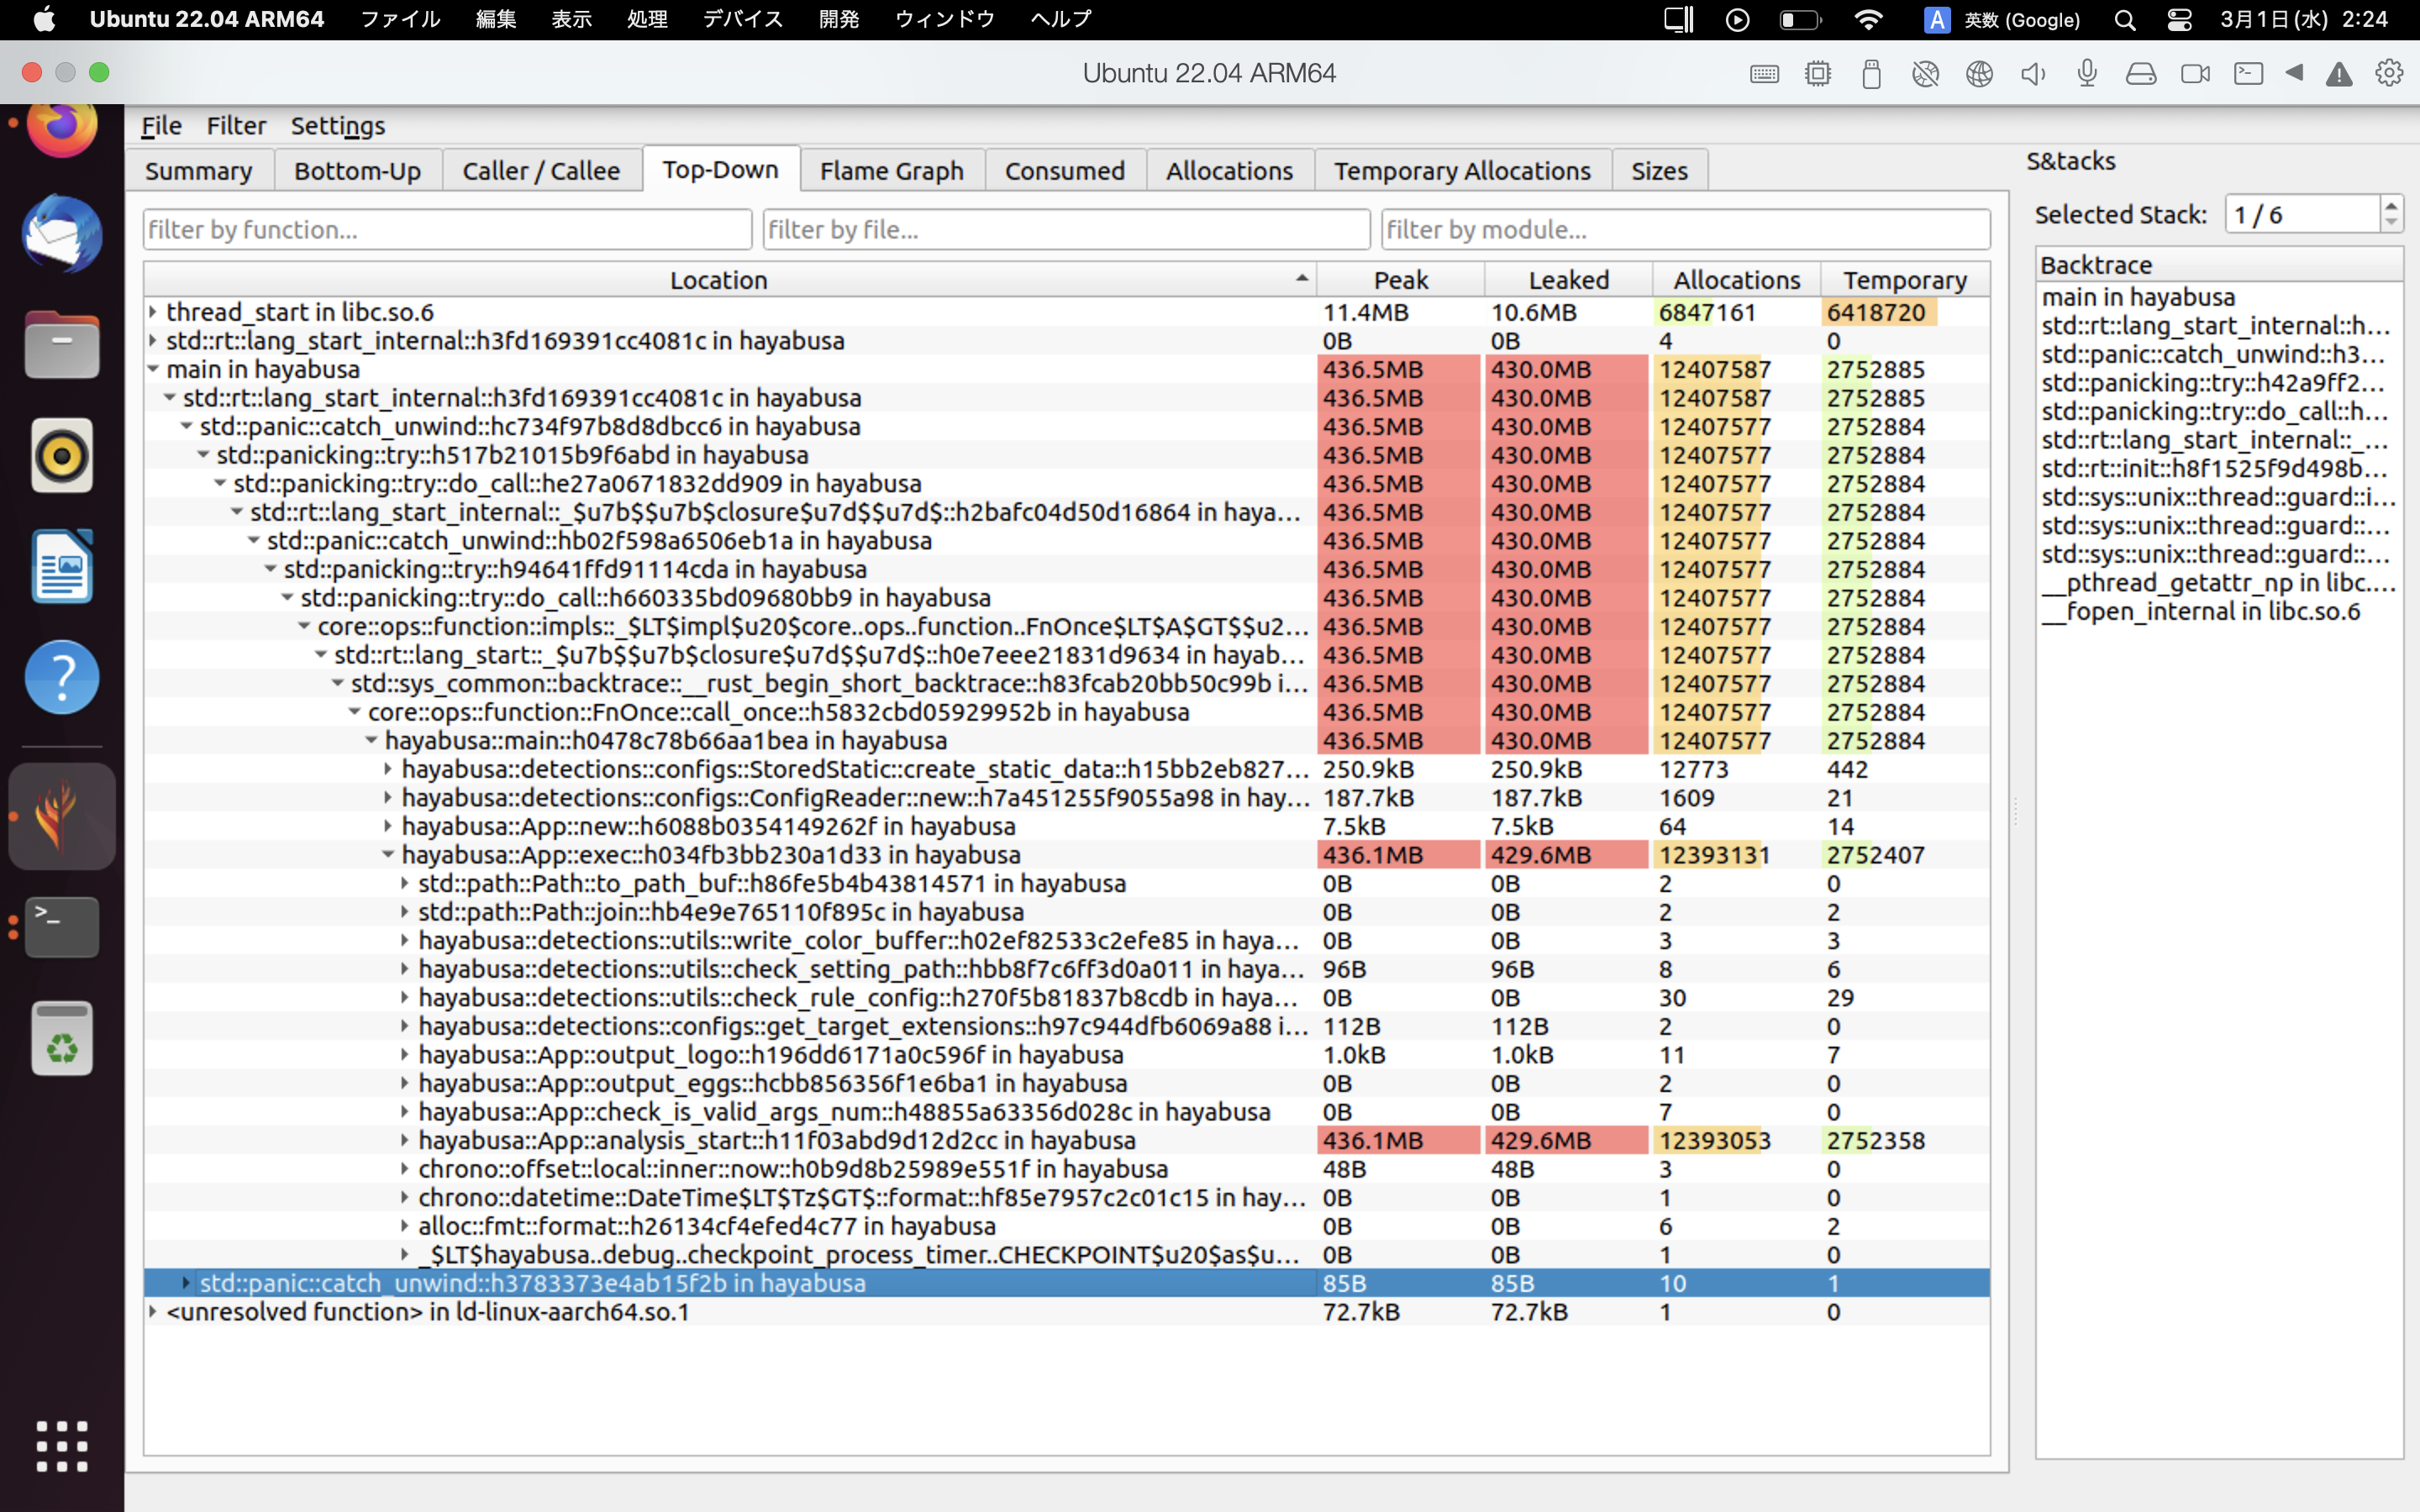 Ubuntu 22.04 ARM64 ファイル 編集 表示 処理 デバイス 開発 ウィンドウ ヘルプ A 英数 (Google) 3月1日(水) 2:24
Ubuntu 22.04 ARM64
File Filter Settings
Summary Bottom-Up Caller / Callee Top-Down Flame Graph Consumed Allocations Temporary Allocations Sizes
filter by function... filter by file... filter by module...
Location Peak Leaked Allocations Temporary
thread_start in libc.so.6 11.4MB 10.6MB 6847161 6418720
std::rt::lang_start_internal::h3fd169391cc4081c in hayabusa 0B 0B 4 0
main in hayabusa 436.5MB 430.0MB 12407587 2752885
std::rt::lang_start_internal::h3fd169391cc4081c in hayabusa 436.5MB 430.0MB 12407587 2752885
std::panic::catch_unwind::hc734f97b8d8dbcc6 in hayabusa 436.5MB 430.0MB 12407577 2752884
std::panicking::try::h517b21015b9f6abd in hayabusa 436.5MB 430.0MB 12407577 2752884
std::panicking::try::do_call::he27a0671832dd909 in hayabusa 436.5MB 430.0MB 12407577 2752884
std::rt::lang_start_internal::_$u7b$$u7b$closure$u7d$$u7d$::h2bafc04d50d16864 in haya... 436.5MB 430.0MB 12407577 2752884
std::panic::catch_unwind::hb02f598a6506eb1a in hayabusa 436.5MB 430.0MB 12407577 2752884
std::panicking::try::h94641ffd91114cda in hayabusa 436.5MB 430.0MB 12407577 2752884
std::panicking::try::do_call::h660335bd09680bb9 in hayabusa 436.5MB 430.0MB 12407577 2752884
core::ops::function::impls::_$LT$impl$u20$core..ops..function..FnOnce$LT$A$GT$$u2... 436.5MB 430.0MB 12407577 2752884
std::rt::lang_start::_$u7b$$u7b$closure$u7d$$u7d$::h0e7eee21831d9634 in hayab... 436.5MB 430.0MB 12407577 2752884
std::sys_common::backtrace::__rust_begin_short_backtrace::h83fcab20bb50c99b i... 436.5MB 430.0MB 12407577 2752884
core::ops::function::FnOnce::call_once::h5832cbd05929952b in hayabusa 436.5MB 430.0MB 12407577 2752884
hayabusa::main::h0478c78b66aa1bea in hayabusa 436.5MB 430.0MB 12407577 2752884
hayabusa::detections::configs::StoredStatic::create_static_data::h15bb2eb827... 250.9kB 250.9kB 12773 442
hayabusa::detections::configs::ConfigReader::new::h7a451255f9055a98 in hay... 187.7kB 187.7kB 1609 21
hayabusa::App::new::h6088b0354149262f in hayabusa 7.5kB 7.5kB 64 14
hayabusa::App::exec::h034fb3bb230a1d33 in hayabusa 436.1MB 429.6MB 12393131 2752407
std::path::Path::to_path_buf::h86fe5b4b43814571 in hayabusa 0B 0B 2 0
std::path::Path::join::hb4e9e765110f895c in hayabusa 0B 0B 2 2
hayabusa::detections::utils::write_color_buffer::h02ef82533c2efe85 in haya... 0B 0B 3 3
hayabusa::detections::utils::check_setting_path::hbb8f7c6ff3d0a011 in haya... 96B 96B 8 6
hayabusa::detections::utils::check_rule_config::h270f5b81837b8cdb in haya... 0B 0B 30 29
hayabusa::detections::configs::get_target_extensions::h97c944dfb6069a88 i... 112B 112B 2 0
hayabusa::App::output_logo::h196dd6171a0c596f in hayabusa 1.0kB 1.0kB 11 7
hayabusa::App::output_eggs::hcbb856356f1e6ba1 in hayabusa 0B 0B 2 0
hayabusa::App::check_is_valid_args_num::h48855a63356d028c in hayabusa 0B 0B 7 0
hayabusa::App::analysis_start::h11f03abd9d12d2cc in hayabusa 436.1MB 429.6MB 12393053 2752358
chrono::offset::local::inner::now::h0b9d8b25989e551f in hayabusa 48B 48B 3 0
chrono::datetime::DateTime$LT$Tz$GT$::format::hf85e7957c2c01c15 in hay... 0B 0B 1 0
alloc::fmt::format::h26134cf4efed4c77 in hayabusa 0B 0B 6 2
_$LT$hayabusa..debug..checkpoint_process_timer..CHECKPOINT$u20$as$u... 0B 0B 1 0
std::panic::catch_unwind::h3783373e4ab15f2b in hayabusa 85B 85B 10 1
<unresolved function> in ld-linux-aarch64.so.1 72.7kB 72.7kB 1 0
S&tacks
Selected Stack: 1 / 6
Backtrace
main in hayabusa
std::rt::lang_start_internal::h...
std::panic::catch_unwind::h3...
std::panicking::try::h42a9ff2...
std::panicking::try::do_call::h...
std::rt::lang_start_internal::_...
std::rt::init::h8f1525f9d498b...
std::sys::unix::thread::guard::i...
std::sys::unix::thread::guard::...
std::sys::unix::thread::guard::...
__pthread_getattr_np in libc....
__fopen_internal in libc.so.6